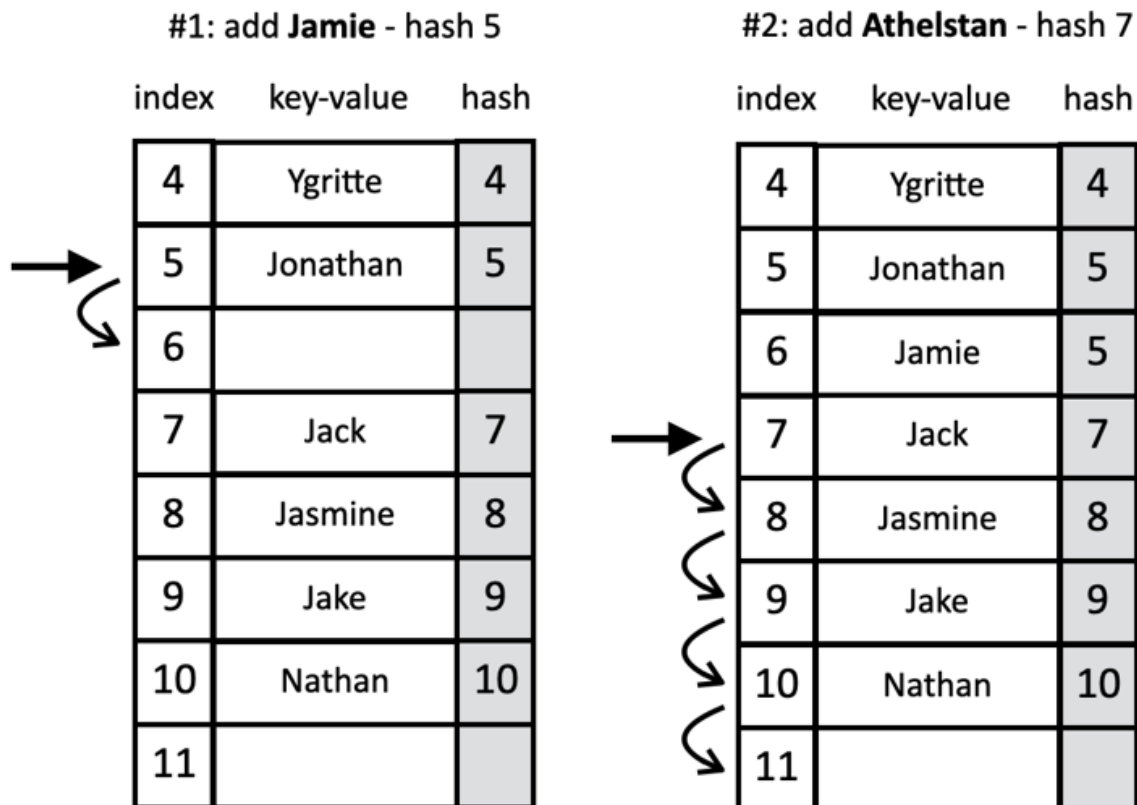 #1: add Jamie - hash 5
index key-value hash
4 Ygritte 4
5 Jonathan 5
6
7 Jack 7
8 Jasmine 8
9 Jake 9
10 Nathan 10
11
#2: add Athelstan - hash 7
index key-value hash
4 Ygritte 4
5 Jonathan 5
6 Jamie 5
7 Jack 7
8 Jasmine 8
9 Jake 9
10 Nathan 10
11